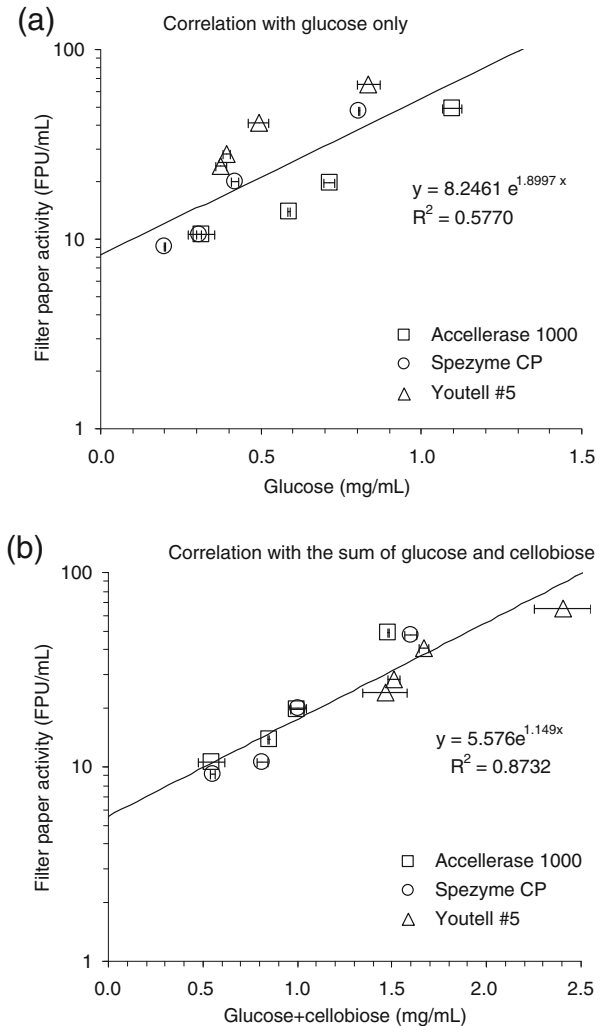 (a)
Correlation with glucose only
100
10
1
Filter paper activity (FPU/mL)
y = 8.2461 e^1.8997 x
R² = 0.5770
Accellerase 1000
Spezyme CP
Youtell #5
0.0 0.5 1.0 1.5
Glucose (mg/mL)
(b)
Correlation with the sum of glucose and cellobiose
100
10
1
Filter paper activity (FPU/mL)
y = 5.576e^1.149x
R² = 0.8732
Accellerase 1000
Spezyme CP
Youtell #5
0.0 0.5 1.0 1.5 2.0 2.5
Glucose+cellobiose (mg/mL)